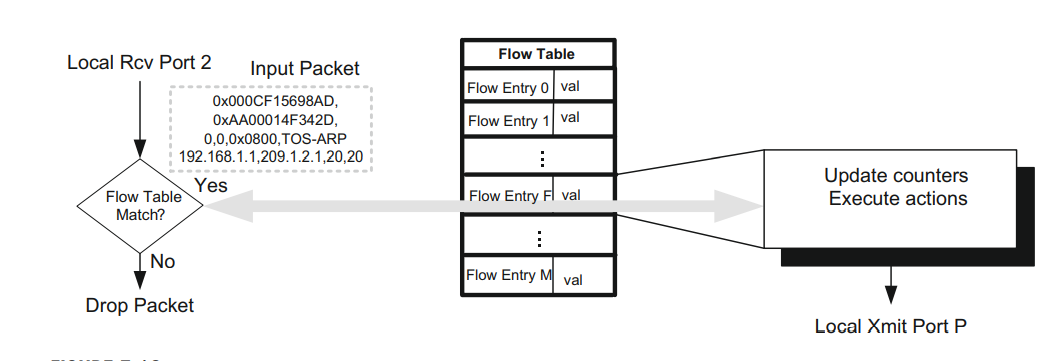 Local Rcv Port 2
Input Packet
0x000CF15698AD,
0xAA00014F342D,
0,0,0x0800,TOS-ARP
192.168.1.1,209.1.2.1,20,20
Flow Table
Match?
Yes
No
Drop Packet
Flow Table
Flow Entry 0 val
Flow Entry 1 val
⋮
Flow Entry F val
⋮
Flow Entry M val
Update counters
Execute actions
Local Xmit Port P